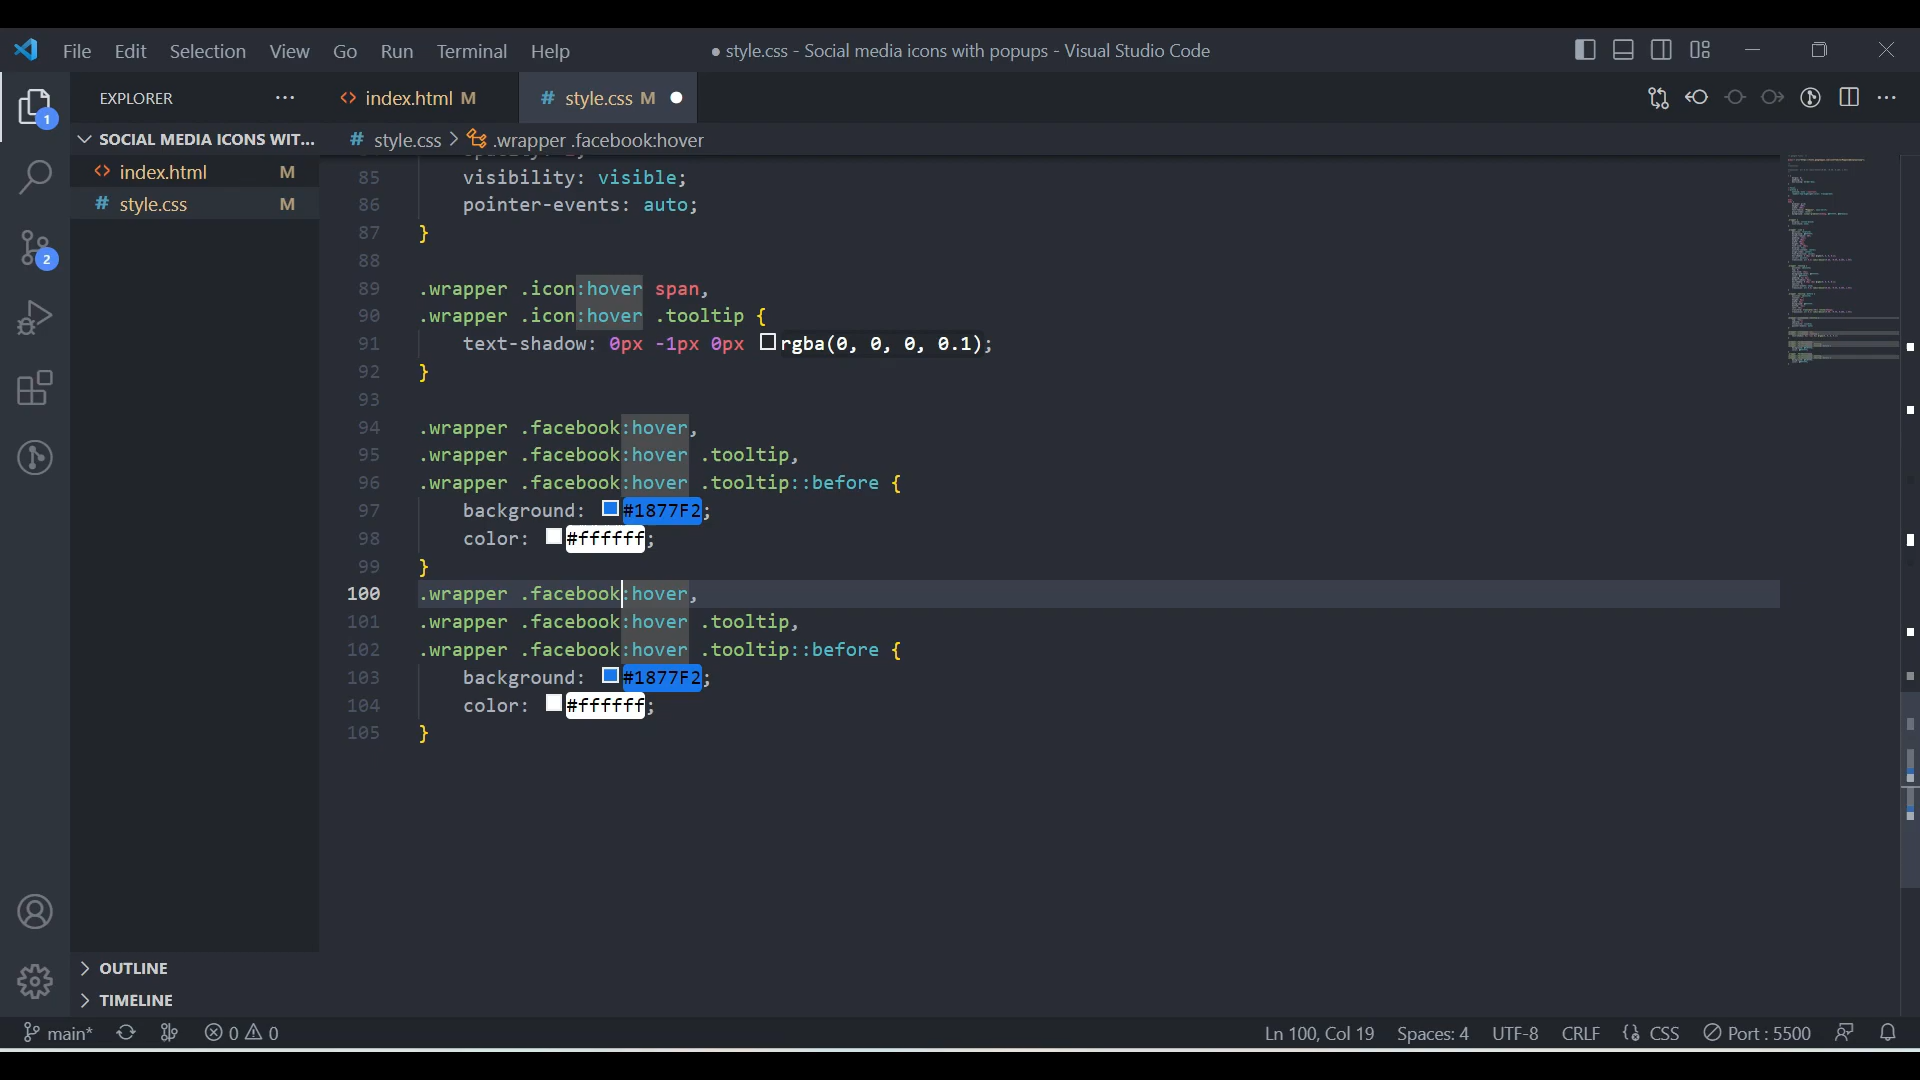 File Edit Selection View Go Run Terminal Help
● style.css - Social media icons with popups - Visual Studio Code
EXPLORER ...
index.html M
# style.css M ●
1
SOCIAL MEDIA ICONS WIT...
# style.css > .wrapper .facebook:hover
index.html M
# style.css M
2
85 visibility: visible;
86 pointer-events: auto;
87 }
88
89 .wrapper .icon:hover span,
90 .wrapper .icon:hover .tooltip {
91 text-shadow: 0px -1px 0px rgba(0, 0, 0, 0.1);
92 }
93
94 .wrapper .facebook:hover,
95 .wrapper .facebook:hover .tooltip,
96 .wrapper .facebook:hover .tooltip::before {
97 background: #1877F2;
98 color: #ffffff;
99 }
100 .wrapper .facebook:hover,
101 .wrapper .facebook:hover .tooltip,
102 .wrapper .facebook:hover .tooltip::before {
103 background: #1877F2;
104 color: #ffffff;
105 }
OUTLINE
TIMELINE
main* 0 0 Ln 100, Col 19 Spaces: 4 UTF-8 CRLF {} CSS Port : 5500